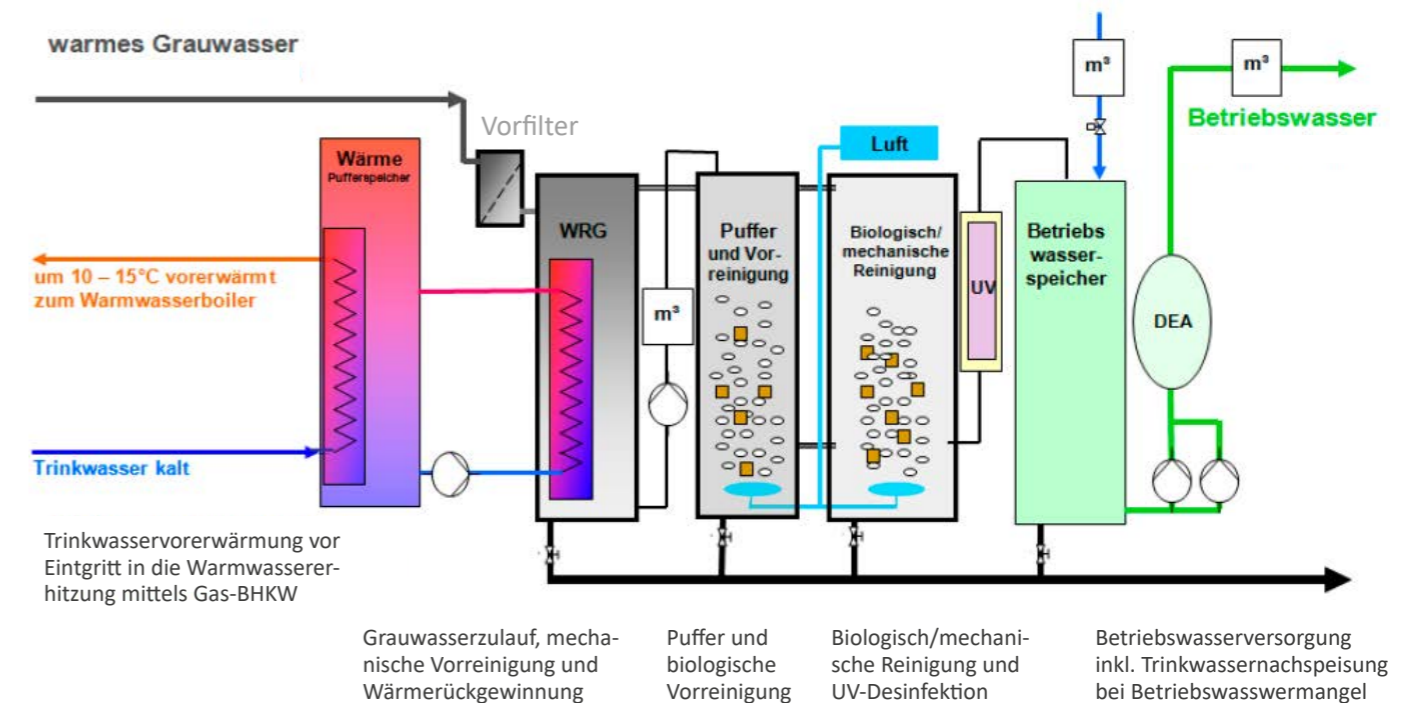 warmes Grauwasser
Vorfilter
m³
m³
Betriebswasser
Luft
Wärme
Pufferspeicher
WRG
Puffer
und Vor-
reinigung
Biologisch/
mechanische
Reinigung
UV
Betriebs
wasser-
speicher
DEA
m³
um 10 – 15°C vorerwärmt
zum Warmwasserboiler
Trinkwasser kalt
Trinkwasservorerwärmung vor
Eintgritt in die Warmwasserer-
hitzung mittels Gas-BHKW
Grauwasserzulauf, mecha-
nische Vorreinigung und
Wärmerückgewinnung
Puffer und
biologische
Vorreinigung
Biologisch/mechani-
sche Reinigung und
UV-Desinfektion
Betriebswasserversorgung
inkl. Trinkwassernachspeisung
bei Betriebswasswermangel